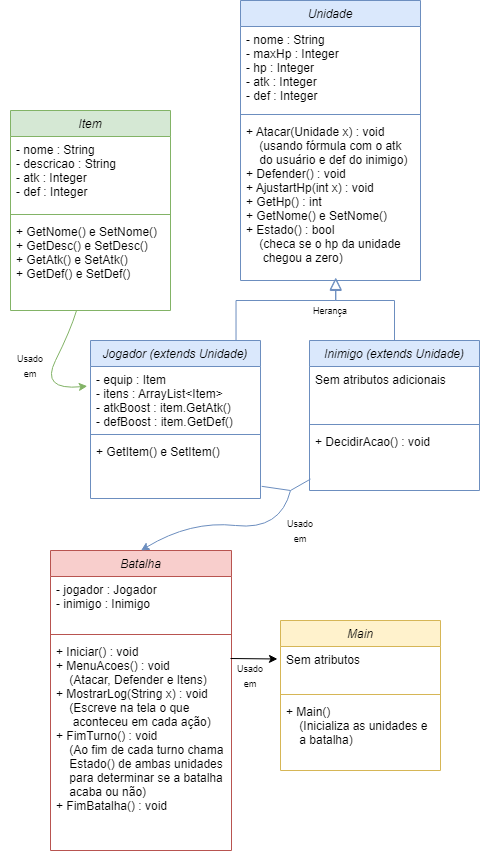 Unidade
- nome : String
- maxHp : Integer
- hp : Integer
- atk : Integer
- def : Integer
+ Atacar(Unidade x) : void
(usando fórmula com o atk
do usuário e def do inimigo)
+ Defender() : void
+ AjustartHp(int x) : void
+ GetHp() : int
+ GetNome() e SetNome()
+ Estado() : bool
(checa se o hp da unidade
chegou a zero)
Item
- nome : String
- descricao : String
- atk : Integer
- def : Integer
+ GetNome() e SetNome()
+ GetDesc() e SetDesc()
+ GetAtk() e SetAtk()
+ GetDef() e SetDef()
Herança
Usado
em
Jogador (extends Unidade)
- equip : Item
- itens : ArrayList<Item>
- atkBoost : item.GetAtk()
- defBoost : item.GetDef()
+ GetItem() e SetItem()
Inimigo (extends Unidade)
Sem atributos adicionais
+ DecidirAcao() : void
Usado
em
Batalha
- jogador : Jogador
- inimigo : Inimigo
+ Iniciar() : void
+ MenuAcoes() : void
(Atacar, Defender e Itens)
+ MostrarLog(String x) : void
(Escreve na tela o que
aconteceu em cada ação)
+ FimTurno() : void
(Ao fim de cada turno chama
Estado() de ambas unidades
para determinar se a batalha
acaba ou não)
+ FimBatalha() : void
Usado
em
Main
Sem atributos
+ Main()
(Inicializa as unidades e
a batalha)